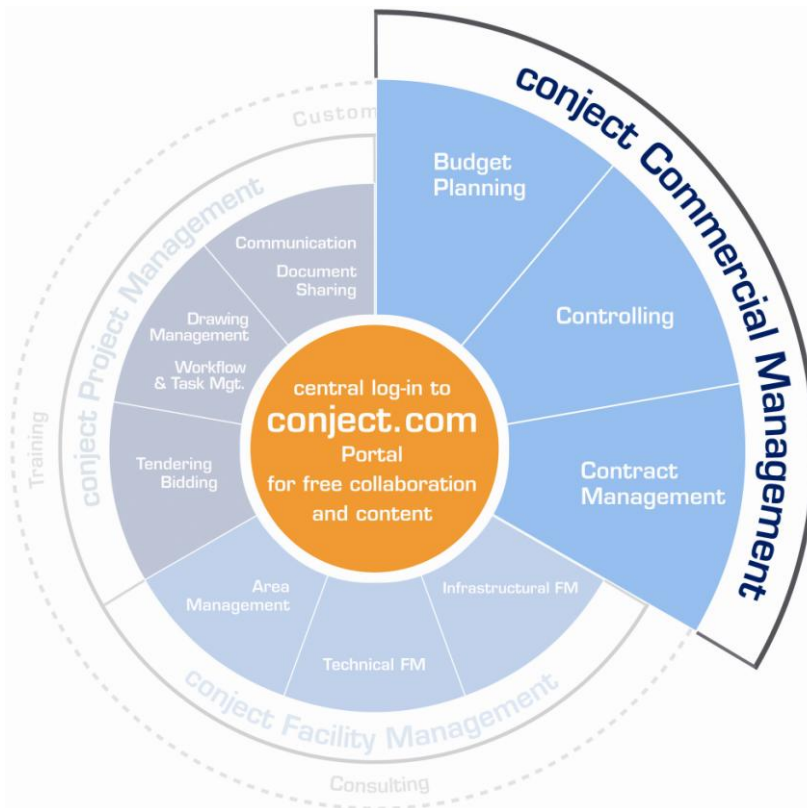 Custom
conject Commercial Management
Budget
Planning
Controlling
Contract
Management
conject Project Management
Communication
Document
Sharing
Drawing
Management
Workflow
& Task Mgt.
Tendering
Bidding
central log-in to
conject.com
Portal
for free collaboration
and content
Training
Area
Management
Technical FM
Infrastructural FM
conject Facility Management
Consulting